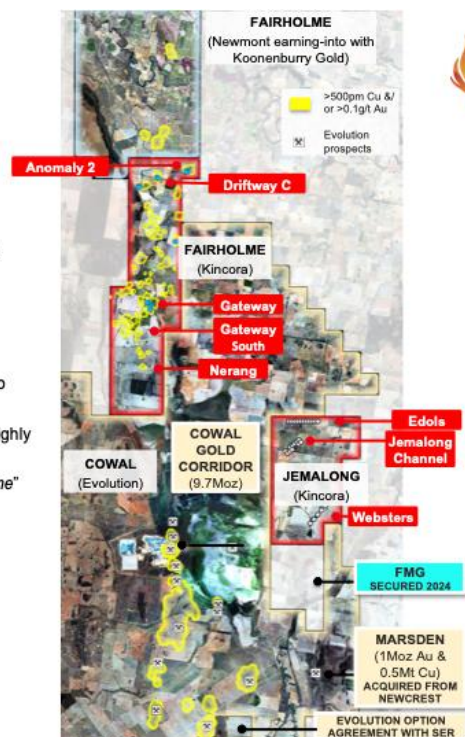 FAIRHOLME
(Newmont earning-into with
Koonenburry Gold)
>500pm Cu &/
or >0.1g/t Au
Evolution
prospects
Anomaly 2
Driftway C
FAIRHOLME
(Kincora)
Gateway
Gateway
South
Nerang
ghly
ne"
Edols
Jemalong
Channel
COWAL
GOLD
CORRIDOR
(9.7Moz)
COWAL
(Evolution)
JEMALONG
(Kincora)
Websters
FMG
SECURED 2024
MARSDEN
(1Moz Au &
0.5Mt Cu)
ACQUIRED FROM
NEWCREST
EVOLUTION OPTION
AGREEMENT WITH SER